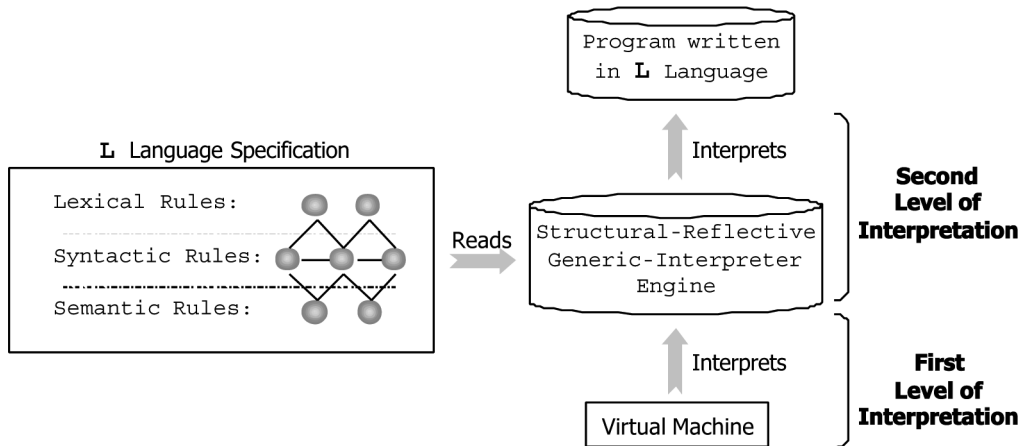 Program written
in L Language
Interprets
L Language Specification
Lexical Rules:
Syntactic Rules:
Semantic Rules:
Reads
Structural-Reflective
Generic-Interpreter
Engine
Second
Level of
Interpretation
Interprets
Virtual Machine
First
Level of
Interpretation